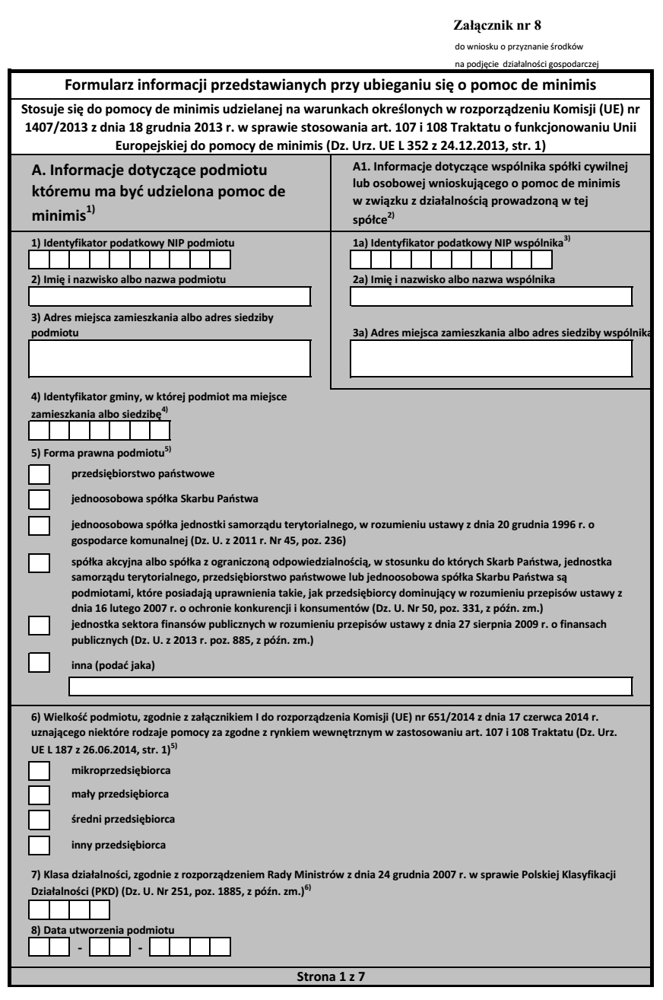 Załącznik nr 8
do wniosku o przyznanie środków
na podjęcie działalności gospodarczej
Formularz informacji przedstawianych przy ubieganiu się o pomoc de minimis
Stosuje się do pomocy de minimis udzielanej na warunkach określonych w rozporządzeniu Komisji (UE) nr
1407/2013 z dnia 18 grudnia 2013 r. w sprawie stosowania art. 107 i 108 Traktatu o funkcjonowaniu Unii
Europejskiej do pomocy de minimis (Dz. Urz. UE L 352 z 24.12.2013, str. 1)
A. Informacje dotyczące podmiotu
któremu ma być udzielona pomoc de
minimis1)
A1. Informacje dotyczące wspólnika spółki cywilnej
lub osobowej wnioskującego o pomoc de minimis
w związku z działalnością prowadzoną w tej
spółce2)
1) Identyfikator podatkowy NIP podmiotu
1a) Identyfikator podatkowy NIP wspólnika3)
2) Imię i nazwisko albo nazwa podmiotu
2a) Imię i nazwisko albo nazwa wspólnika
3) Adres miejsca zamieszkania albo adres siedziby
podmiotu
3a) Adres miejsca zamieszkania albo adres siedziby wspólnika
4) Identyfikator gminy, w której podmiot ma miejsce
zamieszkania albo siedzibę4)
5) Forma prawna podmiotu5)
przedsiębiorstwo państwowe
jednoosobowa spółka Skarbu Państwa
jednoosobowa spółka jednostki samorządu terytorialnego, w rozumieniu ustawy z dnia 20 grudnia 1996 r. o
gospodarce komunalnej (Dz. U. z 2011 r. Nr 45, poz. 236)
spółka akcyjna albo spółka z ograniczoną odpowiedzialnością, w stosunku do których Skarb Państwa, jednostka
samorządu terytorialnego, przedsiębiorstwo państwowe lub jednoosobowa spółka Skarbu Państwa są
podmiotami, które posiadają uprawnienia takie, jak przedsiębiorcy dominujący w rozumieniu przepisów ustawy z
dnia 16 lutego 2007 r. o ochronie konkurencji i konsumentów (Dz. U. Nr 50, poz. 331, z późn. zm.)
jednostka sektora finansów publicznych w rozumieniu przepisów ustawy z dnia 27 sierpnia 2009 r. o finansach
publicznych (Dz. U. z 2013 r. poz. 885, z późn. zm.)
inna (podać jaka)
6) Wielkość podmiotu, zgodnie z załącznikiem I do rozporządzenia Komisji (UE) nr 651/2014 z dnia 17 czerwca 2014 r.
uznającego niektóre rodzaje pomocy za zgodne z rynkiem wewnętrznym w zastosowaniu art. 107 i 108 Traktatu (Dz. Urz.
UE L 187 z 26.06.2014, str. 1)5)
mikroprzedsiębiorca
mały przedsiębiorca
średni przedsiębiorca
inny przedsiębiorca
7) Klasa działalności, zgodnie z rozporządzeniem Rady Ministrów z dnia 24 grudnia 2007 r. w sprawie Polskiej Klasyfikacji
Działalności (PKD) (Dz. U. Nr 251, poz. 1885, z późn. zm.)6)
8) Data utworzenia podmiotu
- -
Strona 1 z 7